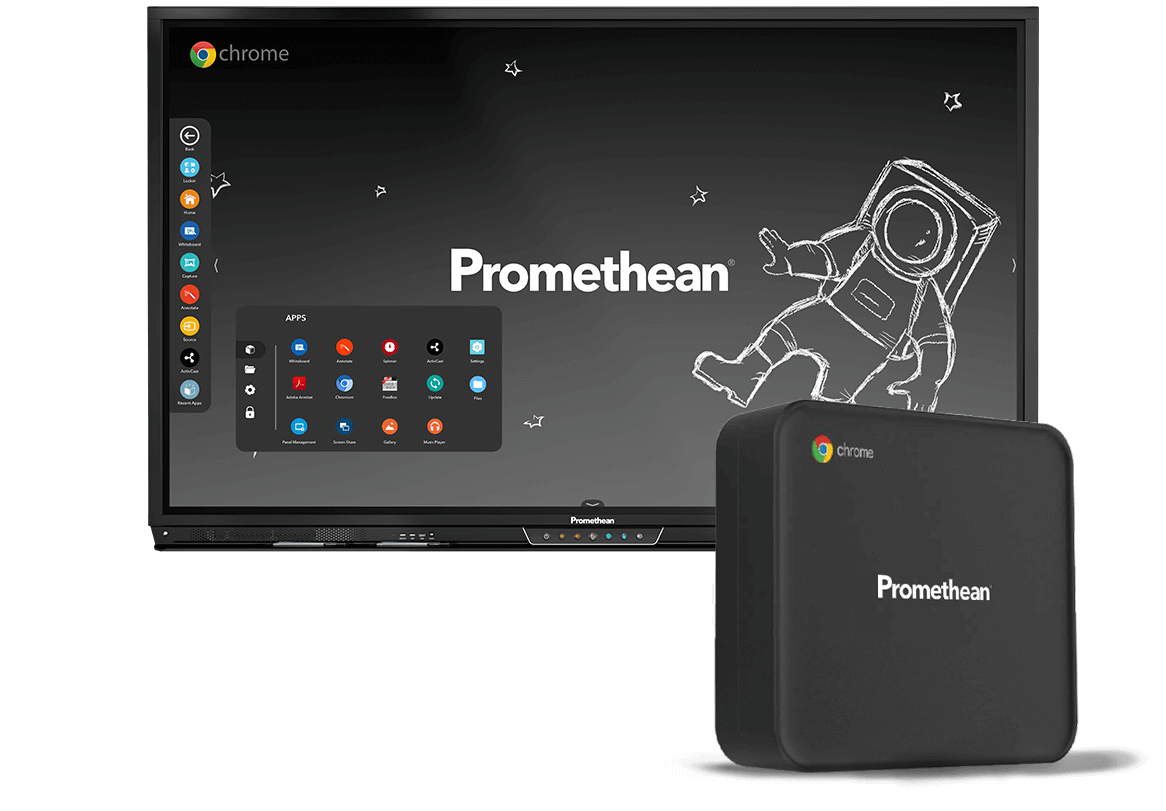 chrome
Back
Locker
Home
Whiteboard
Capture
Annotate
Source
ActivCast
Recent Apps
Promethean®
APPS
Whiteboard Annotate Spinner ActivCast Settings
Adobe Acrobat Chromium FreeBox Update Files
Panel Management Screen Share Gallery Music Player
Promethean
chrome
Promethean